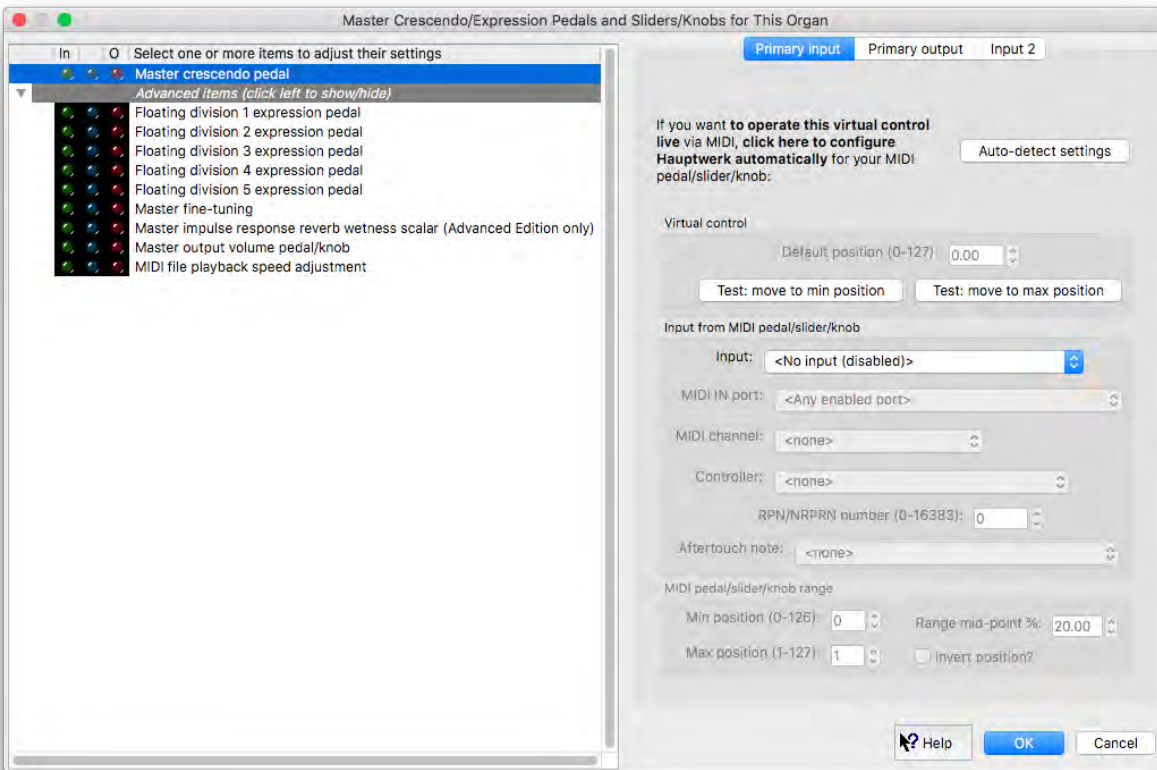 Master Crescendo/Expression Pedals and Sliders/Knobs for This Organ
In O Select one or more items to adjust their settings
Master crescendo pedal
Advanced items (click left to show/hide)
Floating division 1 expression pedal
Floating division 2 expression pedal
Floating division 3 expression pedal
Floating division 4 expression pedal
Floating division 5 expression pedal
Master fine-tuning
Master impulse response reverb wetness scalar (Advanced Edition only)
Master output volume pedal/knob
MIDI file playback speed adjustment
Primary input Primary output Input 2
If you want to operate this virtual control
live via MIDI, click here to configure
Hauptwerk automatically for your MIDI
pedal/slider/knob:
Auto-detect settings
Virtual control
Default position (0-127): 0.00
Test: move to min position Test: move to max position
Input from MIDI pedal/slider/knob
Input: <No input (disabled)>
MIDI IN port: <Any enabled port>
MIDI channel: <none>
Controller: <none>
RPN/NRPRN number (0-16383): 0
Aftertouch note: <none>
MIDI pedal/slider/knob range
Min position (0-126): 0 Range mid-point %: 20.00
Max position (1-127): 1 Invert position?
? Help OK Cancel